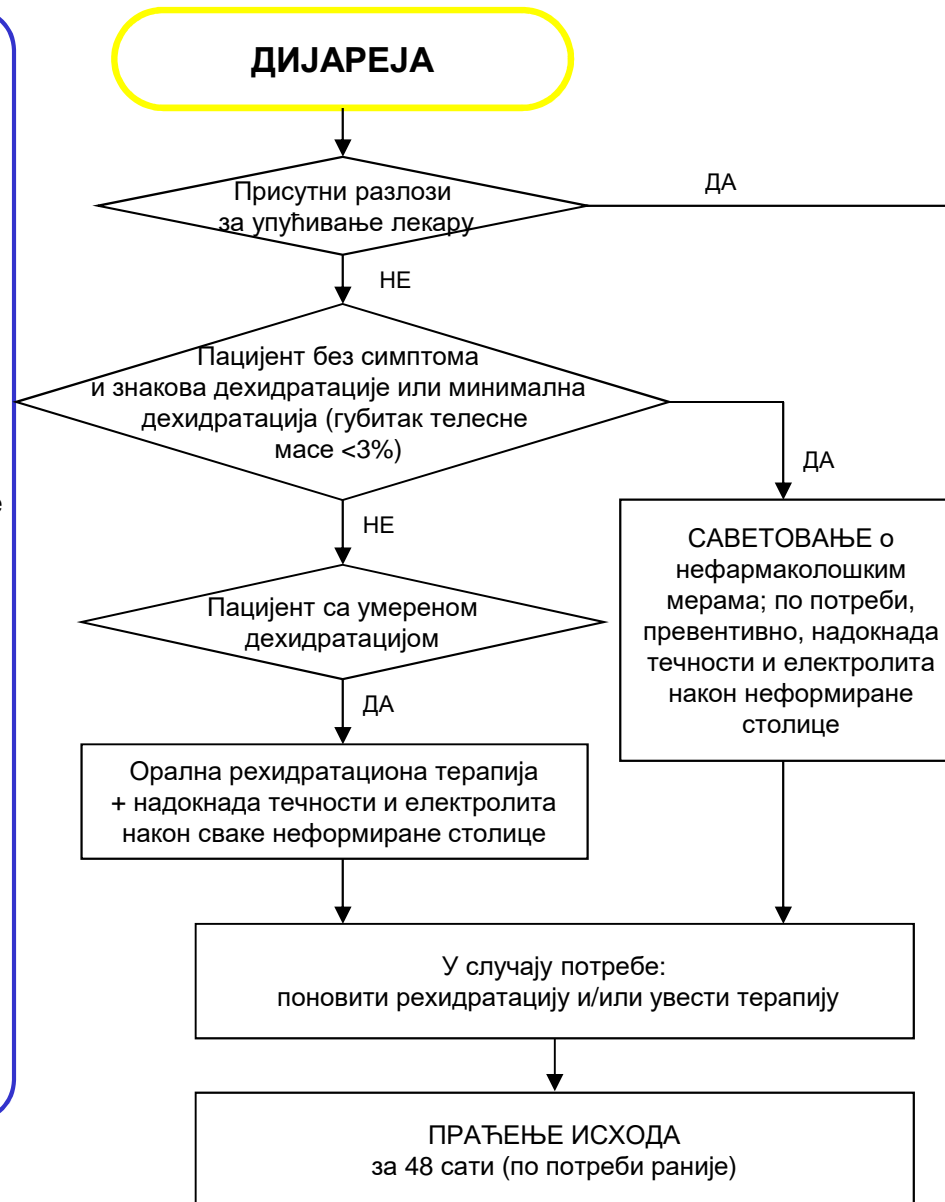 ДИЈАРЕЈА
Присутни разлози
за упућивање лекару
ДА
НЕ
Пацијент без симптома
и знакова дехидратације или минимална
дехидратација (губитак телесне
масе <3%)
ДА
НЕ
САВЕТОВАЊЕ о
нефармаколошким
мерама; по потреби,
превентивно, надокнада
течности и електролита
након неформиране
столице
Пацијент са умереном
дехидратацијом
ДА
Орална рехидратациона терапија
+ надокнада течности и електролита
након сваке неформиране столице
У случају потребе:
поновити рехидратацију и/или увести терапију
ПРАЋЕЊЕ ИСХОДА
за 48 сати (по потреби раније)